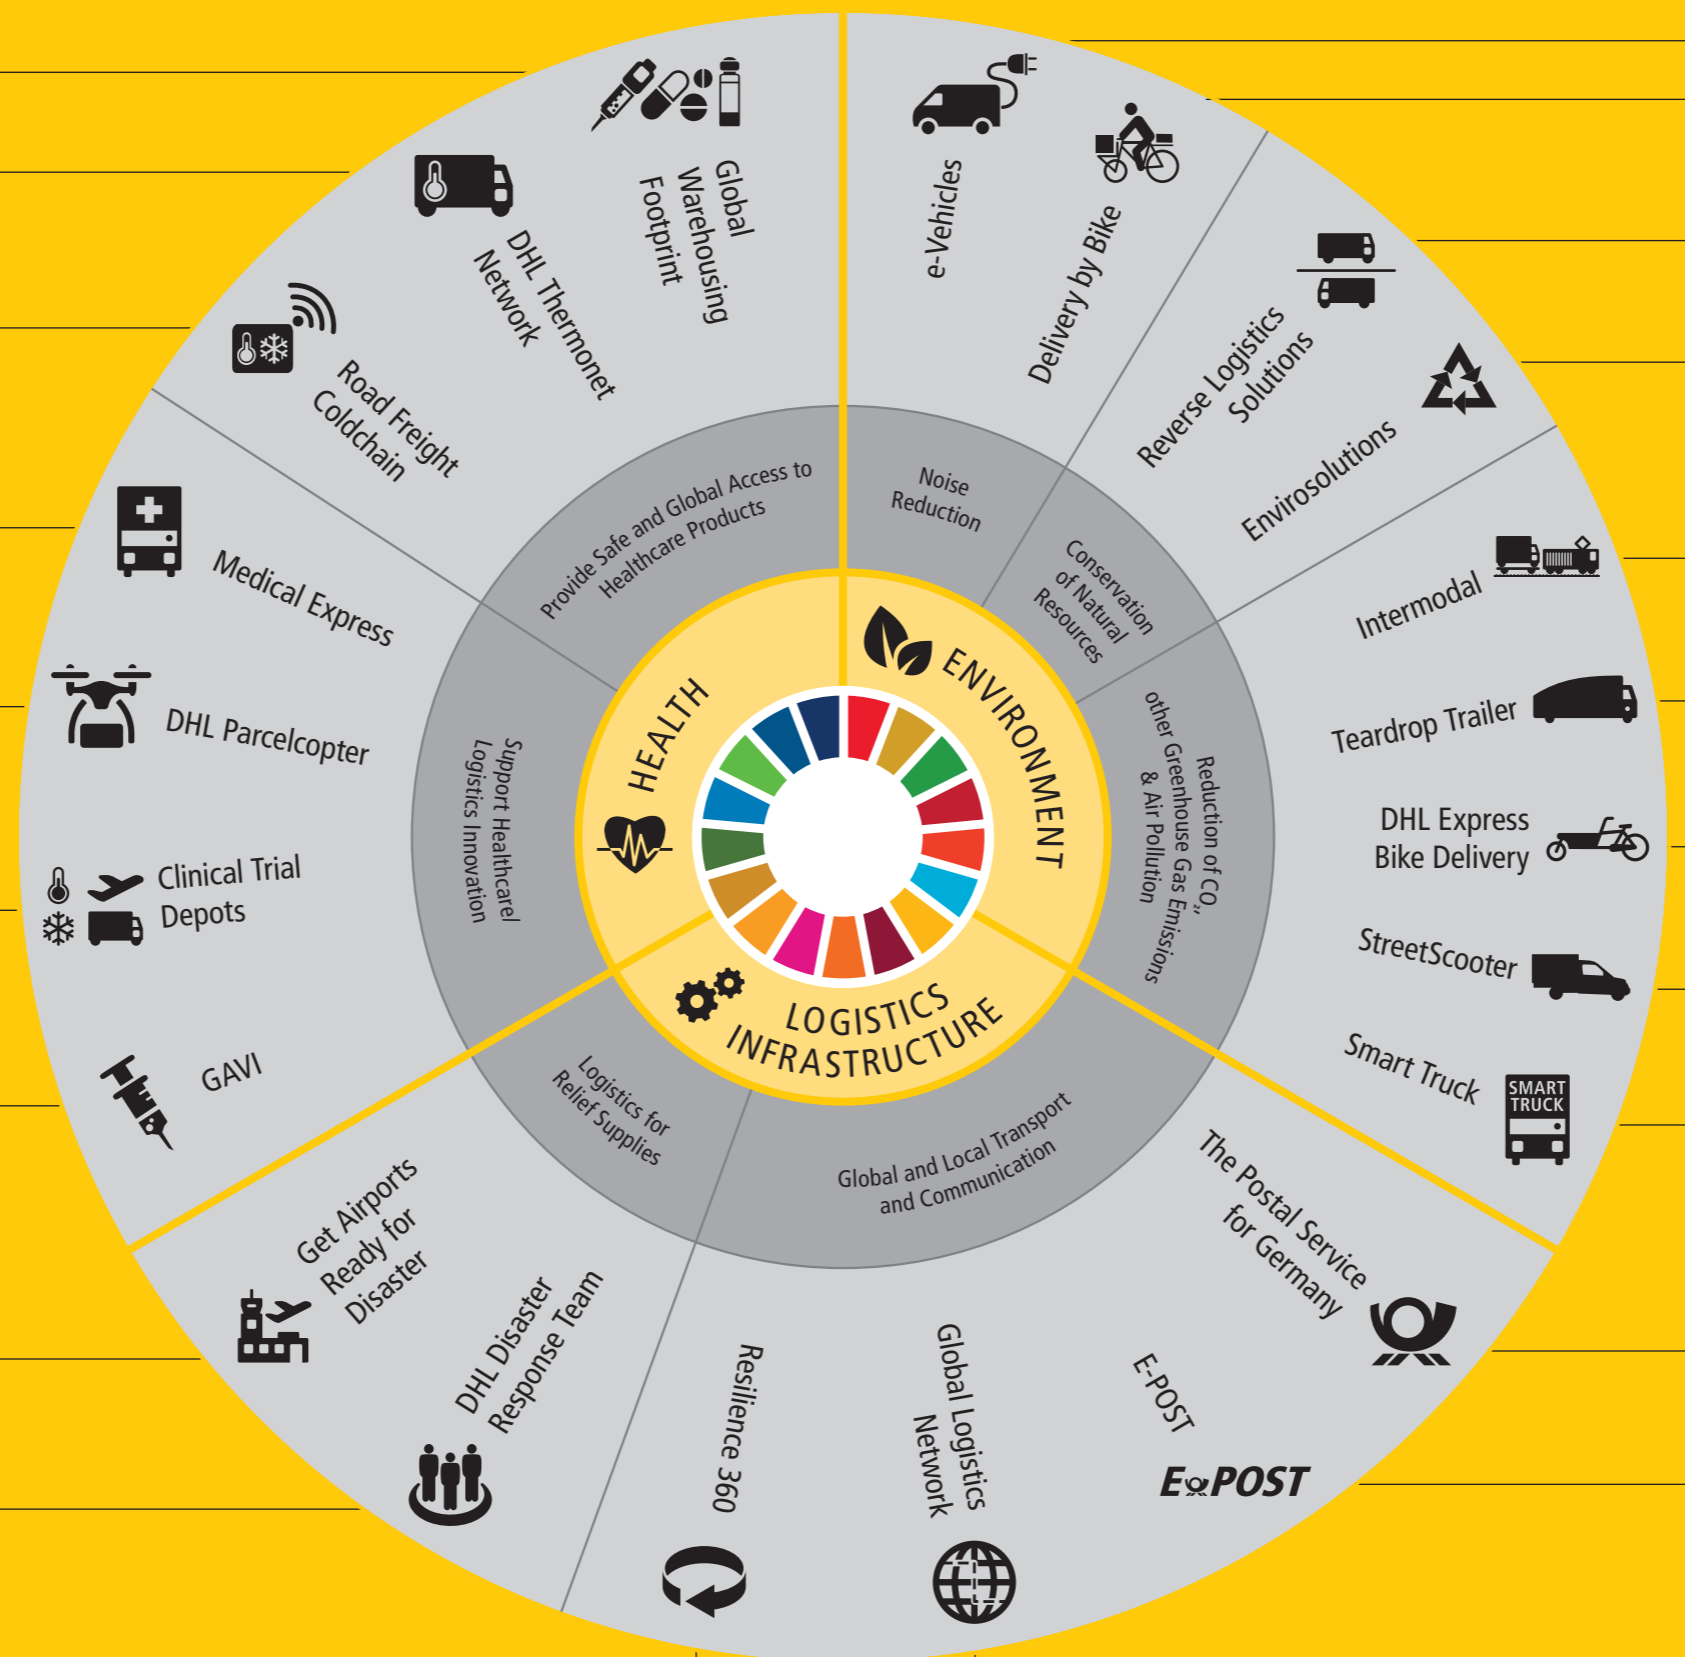 ENVIRONMENT
Noise
Reduction
e-Vehicles
Delivery by Bike
Conservation
of Natural
Resources
Reverse Logistics
Solutions
Envirosolutions
Reduction of CO₂,
other Greenhouse Gas Emissions
& Air Pollution
Intermodal
Teardrop Trailer
DHL Express
Bike Delivery
StreetScooter
Smart Truck
SMART
TRUCK
LOGISTICS
INFRASTRUCTURE
Global and Local Transport
and Communication
The Postal Service
for Germany
E-POST
E POST
Global Logistics
Network
Resilience 360
Logistics for
Relief Supplies
DHL Disaster
Response Team
Get Airports
Ready for
Disaster
HEALTH
Support Healthcare/
Logistics Innovation
GAVI
Clinical Trial
Depots
DHL Parcelcopter
Medical Express
Provide Safe and Global Access to
Healthcare Products
Road Freight
Coldchain
DHL Thermonet
Network
Global
Warehousing
Footprint